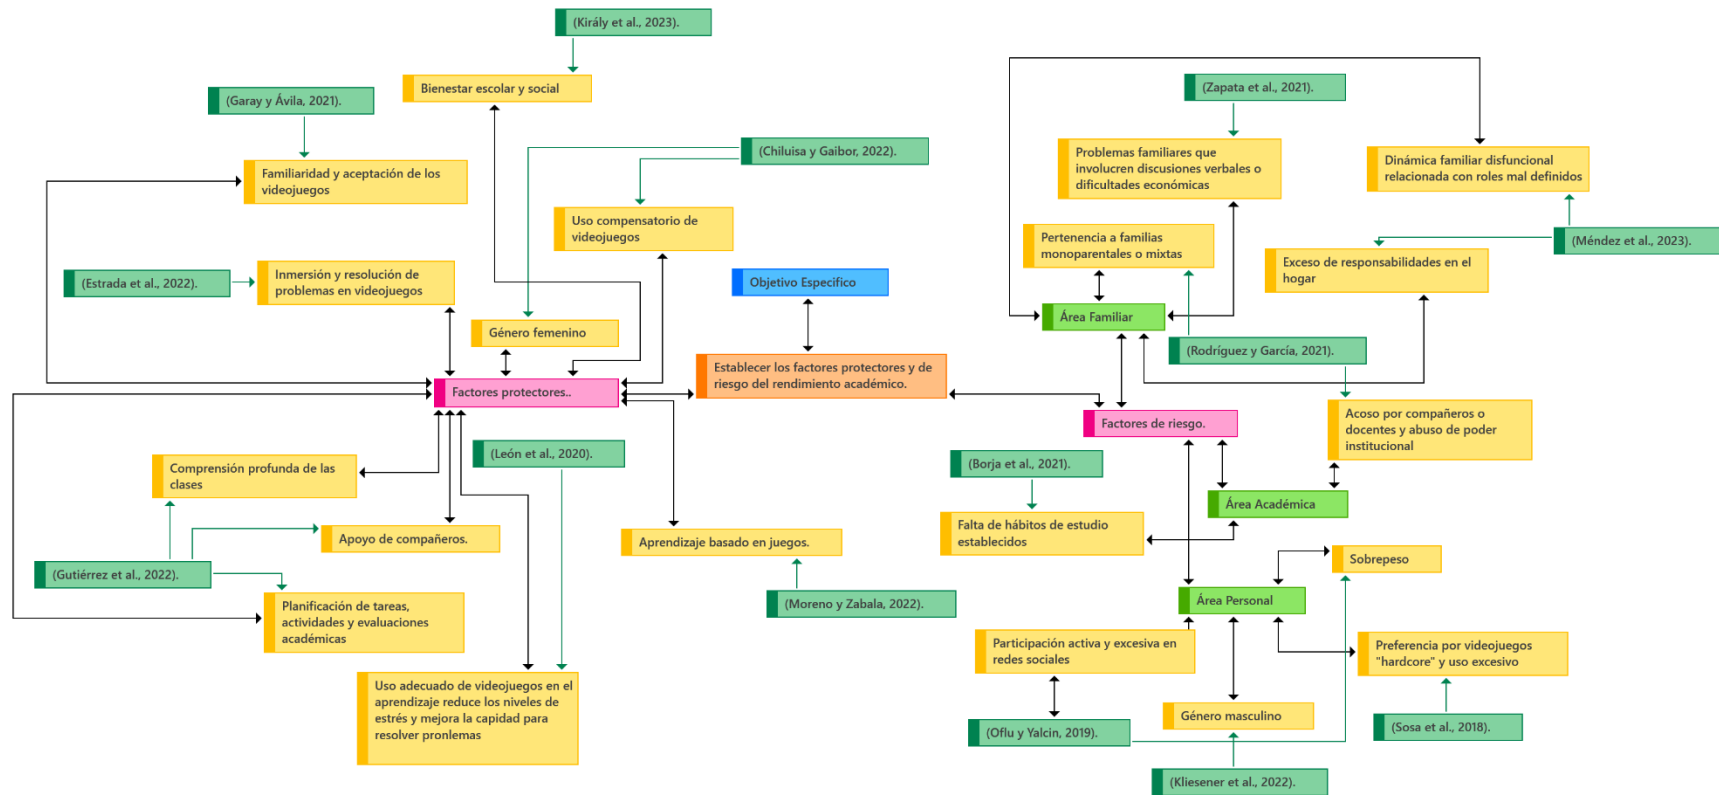 (Király et al., 2023).
Bienestar escolar y social
(Garay y Ávila, 2021).
(Chiluisa y Gaibor, 2022).
Familiaridad y aceptación de los
videojuegos
Uso compensatorio de
videojuegos
(Estrada et al., 2022).
Inmersión y resolución de
problemas en videojuegos
Género femenino
Objetivo Especifico
Establecer los factores protectores y de
riesgo del rendimiento académico.
Factores protectores..
Comprensión profunda de las
clases
(León et al., 2020).
Apoyo de compañeros.
Aprendizaje basado en juegos.
(Gutiérrez et al., 2022).
(Moreno y Zabala, 2022).
Planificación de tareas,
actividades y evaluaciones
académicas
Uso adecuado de videojuegos en el
aprendizaje reduce los niveles de
estrés y mejora la capidad para
resolver pronlemas
(Zapata et al., 2021).
Problemas familiares que
involucren discusiones verbales o
dificultades económicas
Dinámica familiar disfuncional
relacionada con roles mal definidos
Pertenencia a familias
monoparentales o mixtas
(Méndez et al., 2023).
Exceso de responsabilidades en el
hogar
Área Familiar
(Rodríguez y García, 2021).
Factores de riesgo.
Acoso por compañeros o
docentes y abuso de poder
institucional
(Borja et al., 2021).
Área Académica
Falta de hábitos de estudio
establecidos
Sobrepeso
Área Personal
Participación activa y excesiva en
redes sociales
Preferencia por videojuegos
"hardcore" y uso excesivo
Género masculino
(Oflu y Yalcin, 2019).
(Sosa et al., 2018).
(Kliesener et al., 2022).